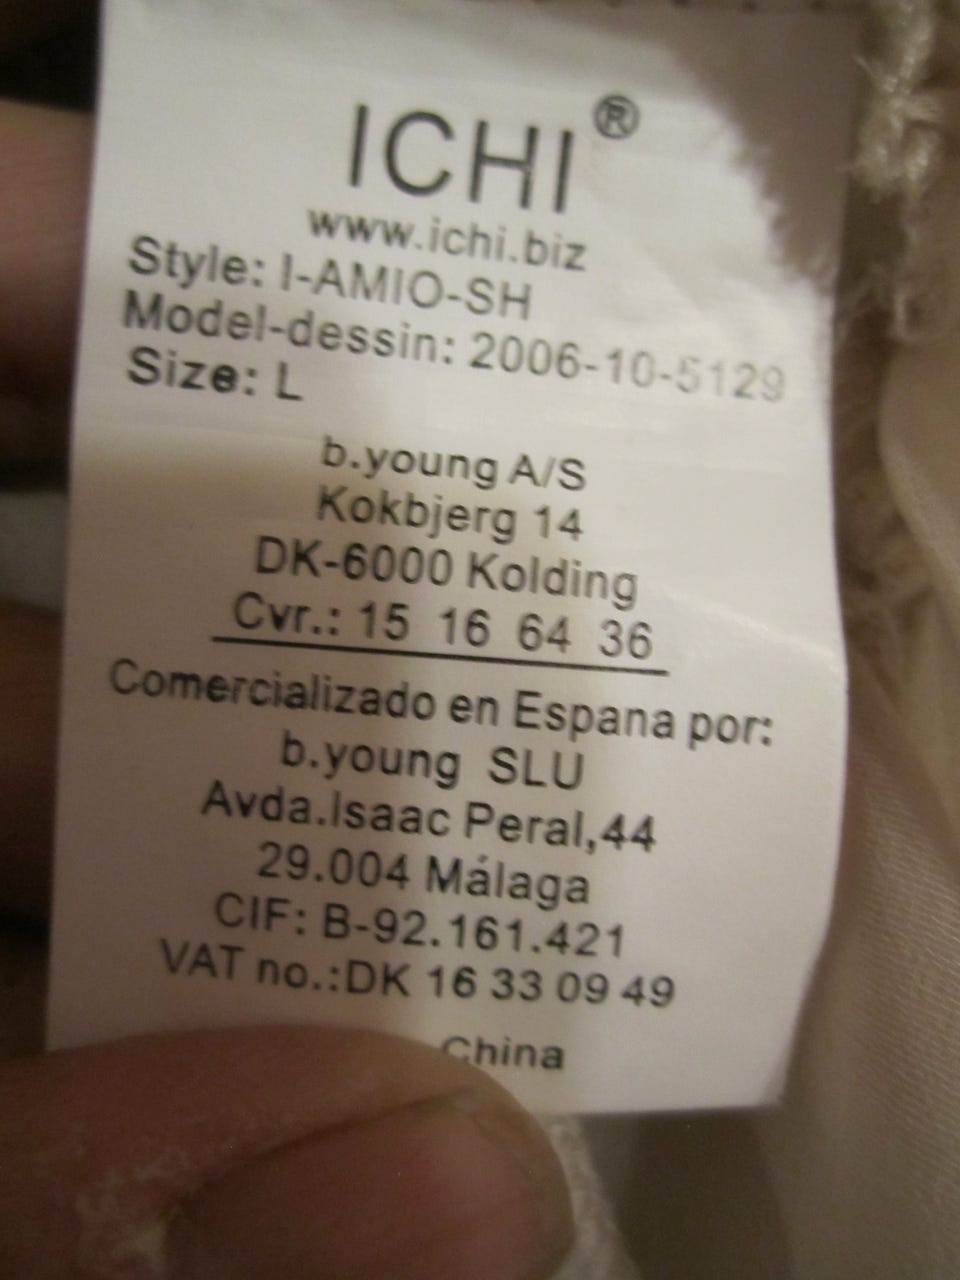 ICHI®
www.ichi.biz
Style: I-AMIO-SH
Model-dessin: 2006-10-5129
Size: L
b.young A/S
Kokbjerg 14
DK-6000 Kolding
Cvr.: 15 16 64 36
Comercializado en Espana por:
b.young SLU
Avda.Isaac Peral,44
29.004 Málaga
CIF: B-92.161.421
VAT no.:DK 16 33 09 49
China